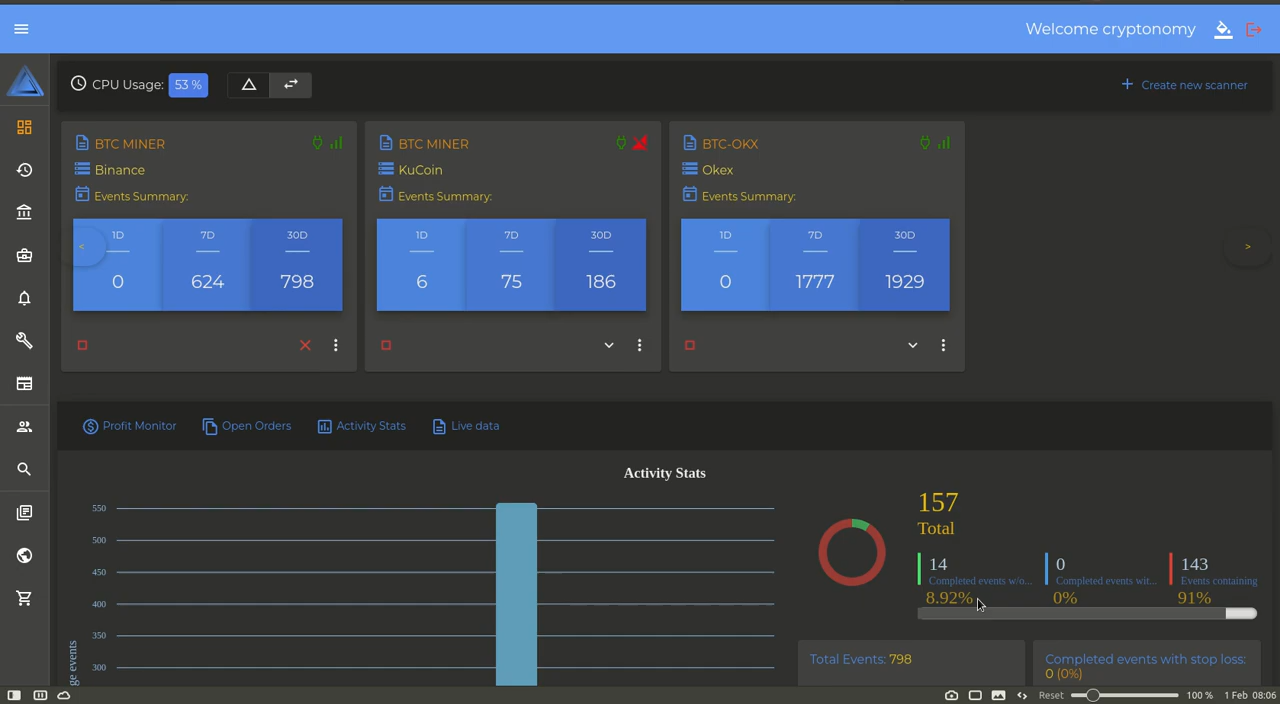 Welcome cryptonomy
CPU Usage: 53 %
+ Create new scanner
BTC MINER
Binance
Events Summary:
1D 7D 30D
0 624 798
BTC MINER
KuCoin
Events Summary:
1D 7D 30D
6 75 186
BTC-OKX
Okex
Events Summary:
1D 7D 30D
0 1777 1929
< >
Profit Monitor Open Orders Activity Stats Live data
Activity Stats
550
500
450
400
350
300
ge events
157
Total
14
Completed events w/o...
8.92%
0
Completed events wit...
0%
143
Events containing
91%
Total Events: 798
Completed events with stop loss:
0 (0%)
Reset 100 % 1 Feb 08:06